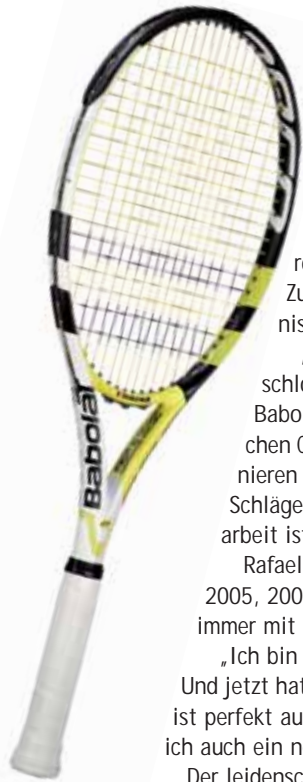 Babolat
re
Zu
nis
schl
Babo
chen
nieren
Schläge
arbeit is
Rafael
2005, 200
immer mit
„Ich bin
Und jetzt hat
ist perfekt au
ich auch ein n
Der leidensc